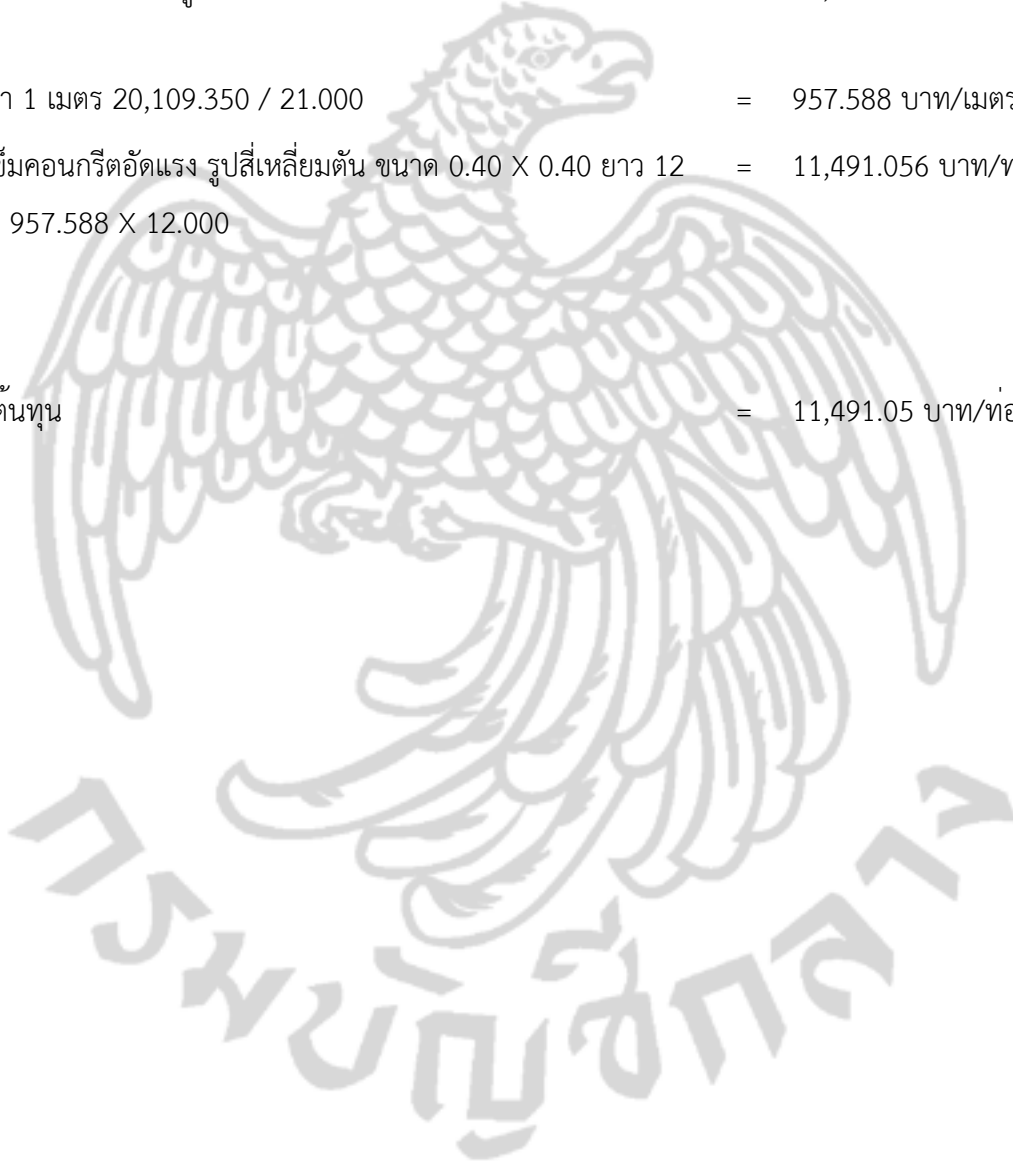 า 1 เมตร 20,109.350 / 21.000 = 957.588 บาท/เมตร
ข็มคอนกรีตอัดแรง รูปสี่เหลี่ยมตัน ขนาด 0.40 X 0.40 ยาว 12 = 11,491.056 บาท/ท
957.588 X 12.000
ต้นทุน = 11,491.05 บาท/ท่อ
กรมบัญชีกลาง